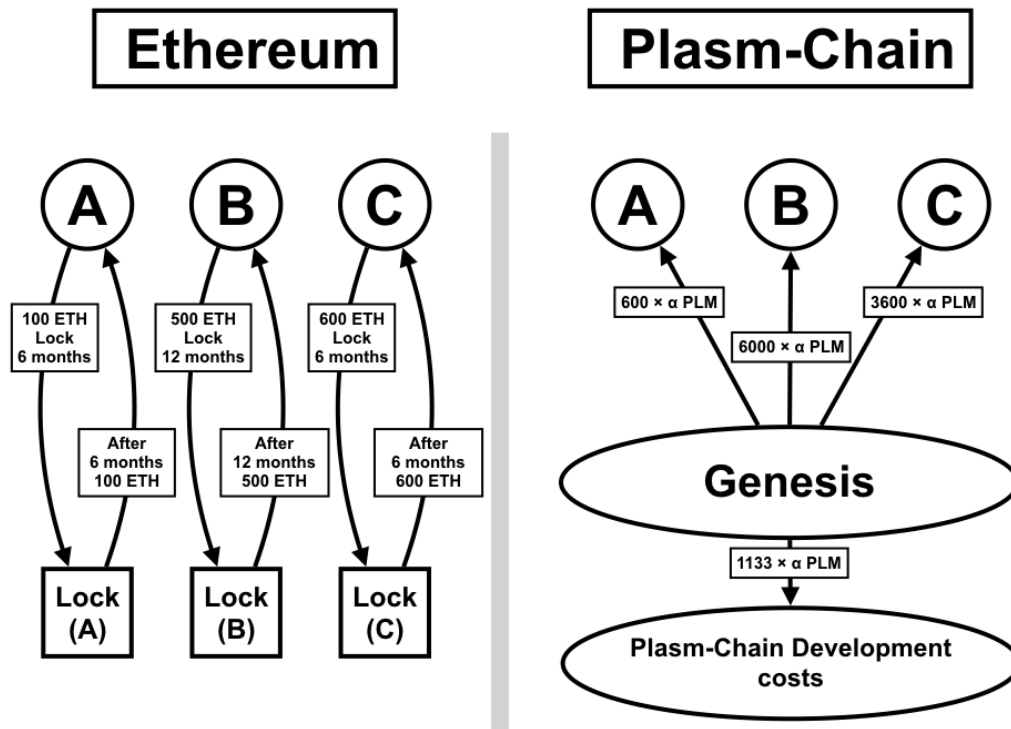 Ethereum
Plasm-Chain
A
B
C
100 ETH
Lock
6 months
500 ETH
Lock
12 months
600 ETH
Lock
6 months
After
6 months
100 ETH
After
12 months
500 ETH
After
6 months
600 ETH
Lock
(A)
Lock
(B)
Lock
(C)
A
B
C
600 × α PLM
6000 × α PLM
3600 × α PLM
Genesis
1133 × α PLM
Plasm-Chain Development
costs